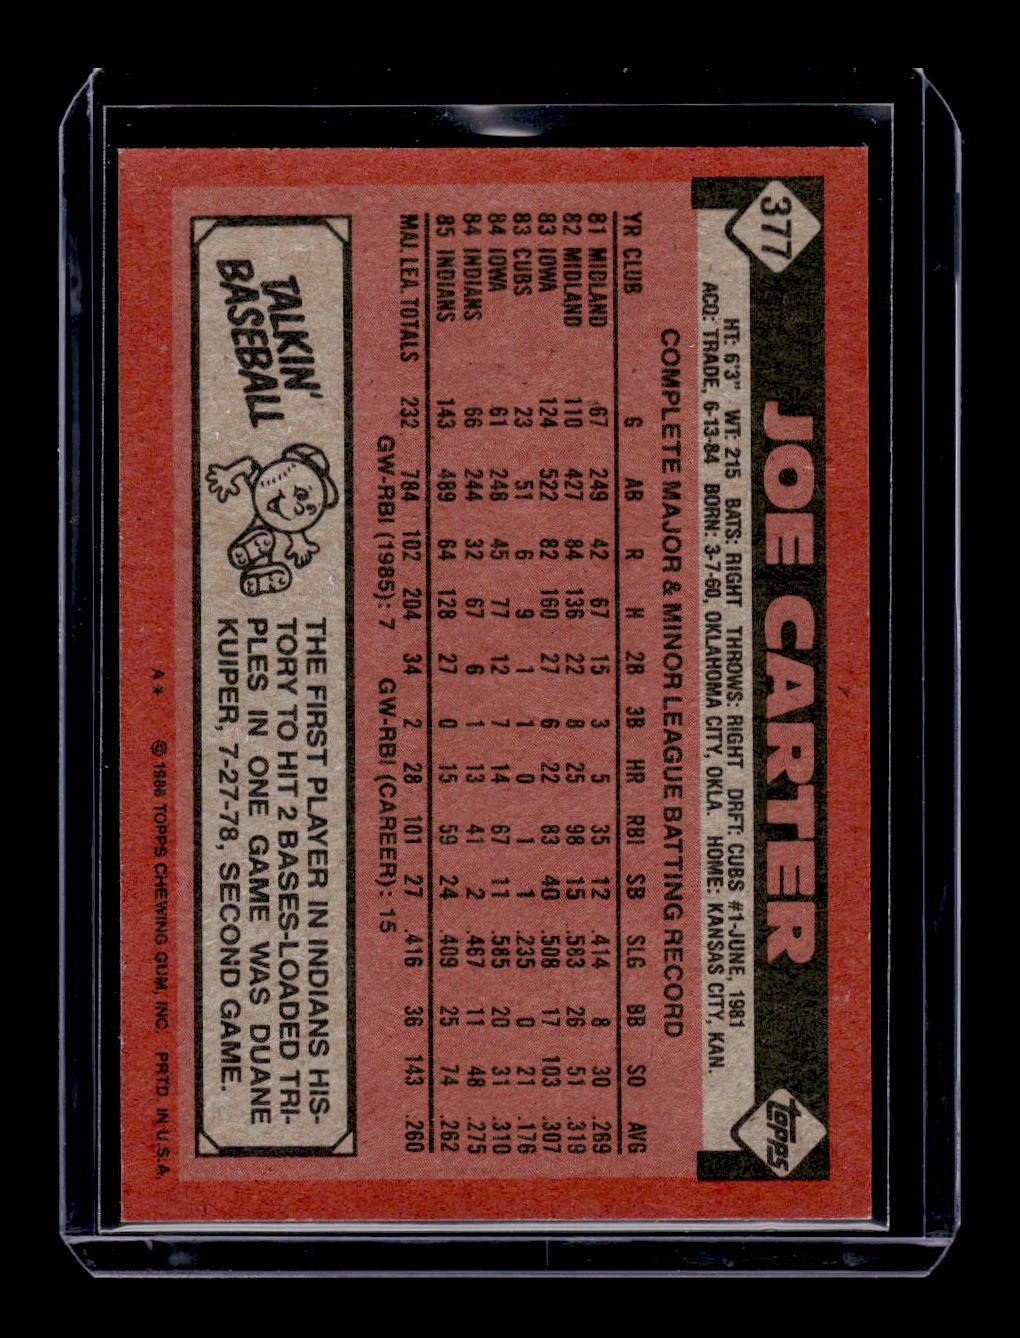 377
JOE CARTER
topps
HT: 6'3" WT: 215 BATS: RIGHT THROWS: RIGHT DRFT: CUBS #1-JUNE, 1981
ACQ: TRADE, 6-13-84 BORN: 3-7-60, OKLAHOMA CITY, OKLA. HOME: KANSAS CITY, KAN.
COMPLETE MAJOR & MINOR LEAGUE BATTING RECORD
YR CLUB G AB R H 2B 3B HR RBI SB SLG BB SO AVG
81 MIDLAND 67 249 42 67 15 3 5 35 12 .414 8 30 .269
82 MIDLAND 110 427 84 136 22 8 25 98 15 .583 26 51 .319
83 IOWA 124 522 82 160 27 6 22 83 40 .508 17 103 .307
83 CUBS 23 51 6 9 1 1 0 1 1 .235 0 21 .176
84 IOWA 61 248 45 77 12 7 14 67 11 .585 20 31 .310
84 INDIANS 66 244 32 67 6 1 13 41 2 .467 11 48 .275
85 INDIANS 143 489 64 128 27 0 15 59 24 .409 25 74 .262
MAJ. LEA. TOTALS 232 784 102 204 34 2 28 101 27 .416 36 143 .260
GW-RBI (1985): 7 GW-RBI (CAREER): 15
TALKIN'
BASEBALL
THE FIRST PLAYER IN INDIANS HIS-
TORY TO HIT 2 BASES-LOADED TRI-
PLES IN ONE GAME WAS DUANE
KUIPER, 7-27-78, SECOND GAME.
A* © 1986 TOPPS CHEWING GUM, INC. PRTD. IN U.S.A.